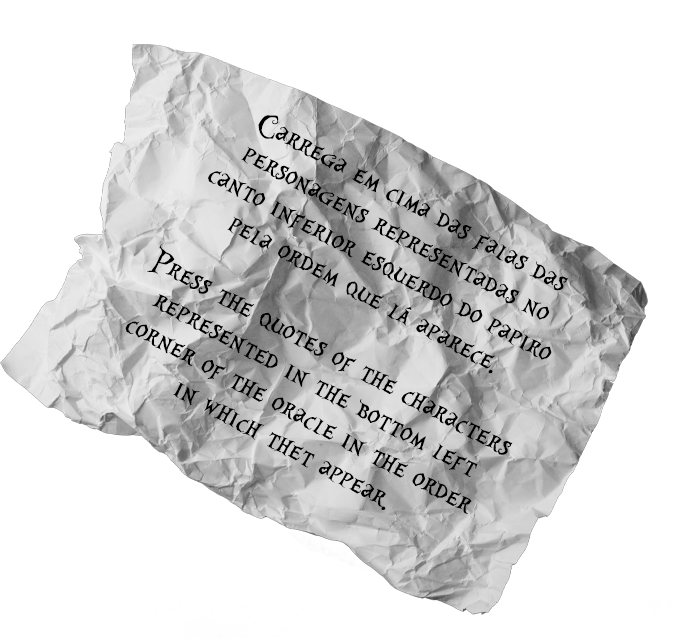 Carrega em cima das falas das
personagens representadas no
canto inferior esquerdo do papiro
pela ordem que lá aparece.
Press the quotes of the characters
represented in the bottom left
corner of the oracle in the order
in which thet appear.